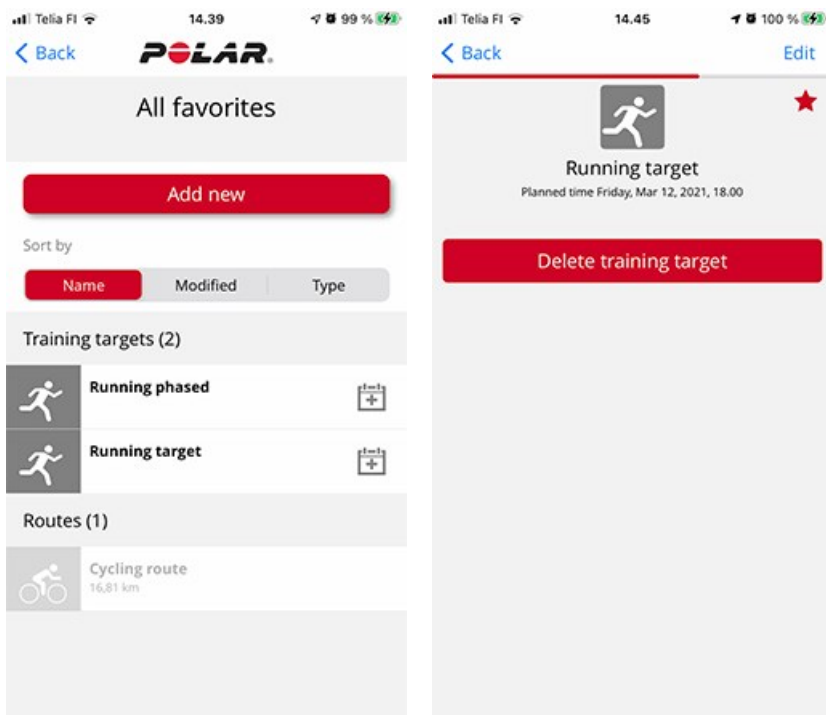 Telia FI 14.39 99 %
Back POLAR.
All favorites
Add new
Sort by
Name Modified Type
Training targets (2)
Running phased
Running target
Routes (1)
Cycling route
16,81 km
Telia FI 14.45 100 %
Back Edit
Running target
Planned time Friday, Mar 12, 2021, 18.00
Delete training target